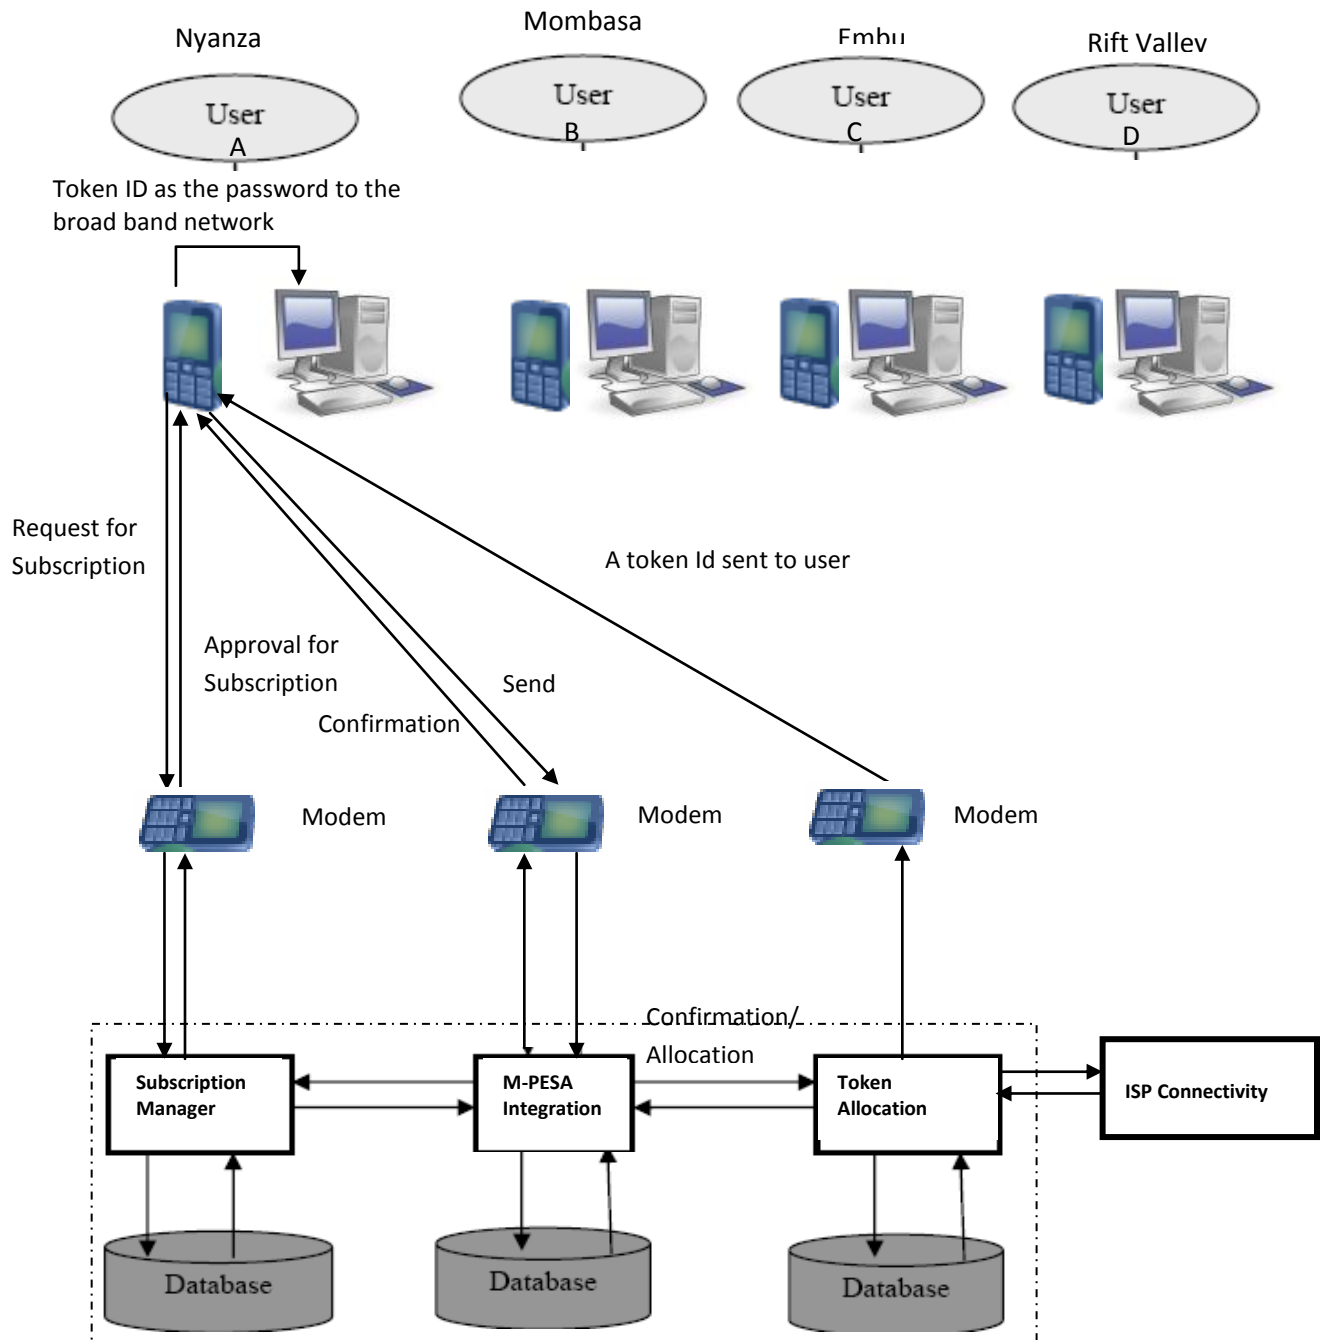 Nyanza
Mombasa
Embu
Rift Valley
User
A
User
B
User
C
User
D
Token ID as the password to the
broad band network
Request for
Subscription
A token Id sent to user
Approval for
Subscription
Send
Confirmation
Modem
Modem
Modem
Confirmation/
Allocation
Subscription
Manager
M-PESA
Integration
Token
Allocation
ISP Connectivity
Database
Database
Database